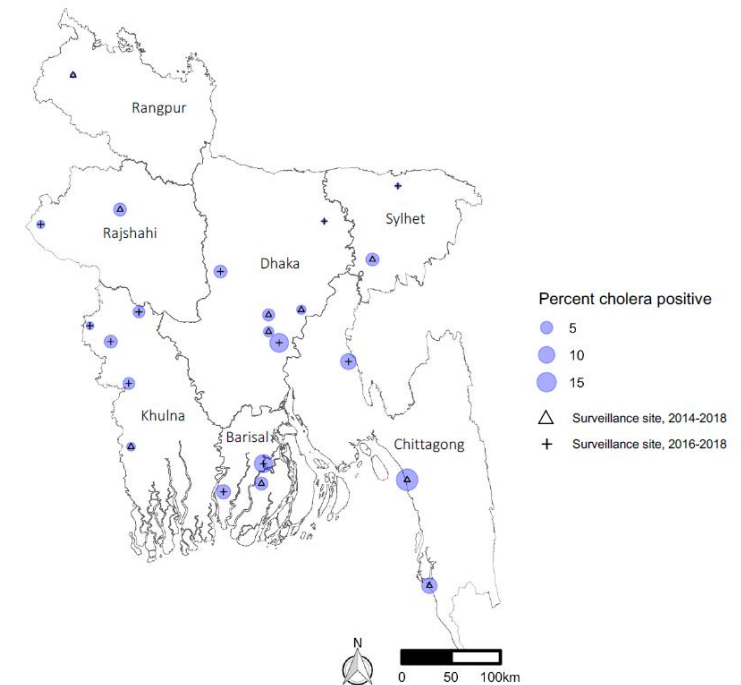 Rangpur
Rajshahi
Sylhet
Dhaka
Khulna
Barisal
Chittagong
Percent cholera positive
5
10
15
Surveillance site, 2014-2018
Surveillance site, 2016-2018
N
0 50 100km